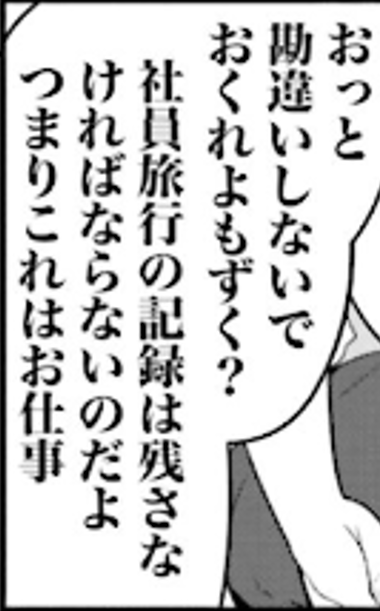 おっと
勘違いしないで
おくれよもずく?
社員旅行の記録は残さな
ければならないのだよ
つまりこれはお仕事